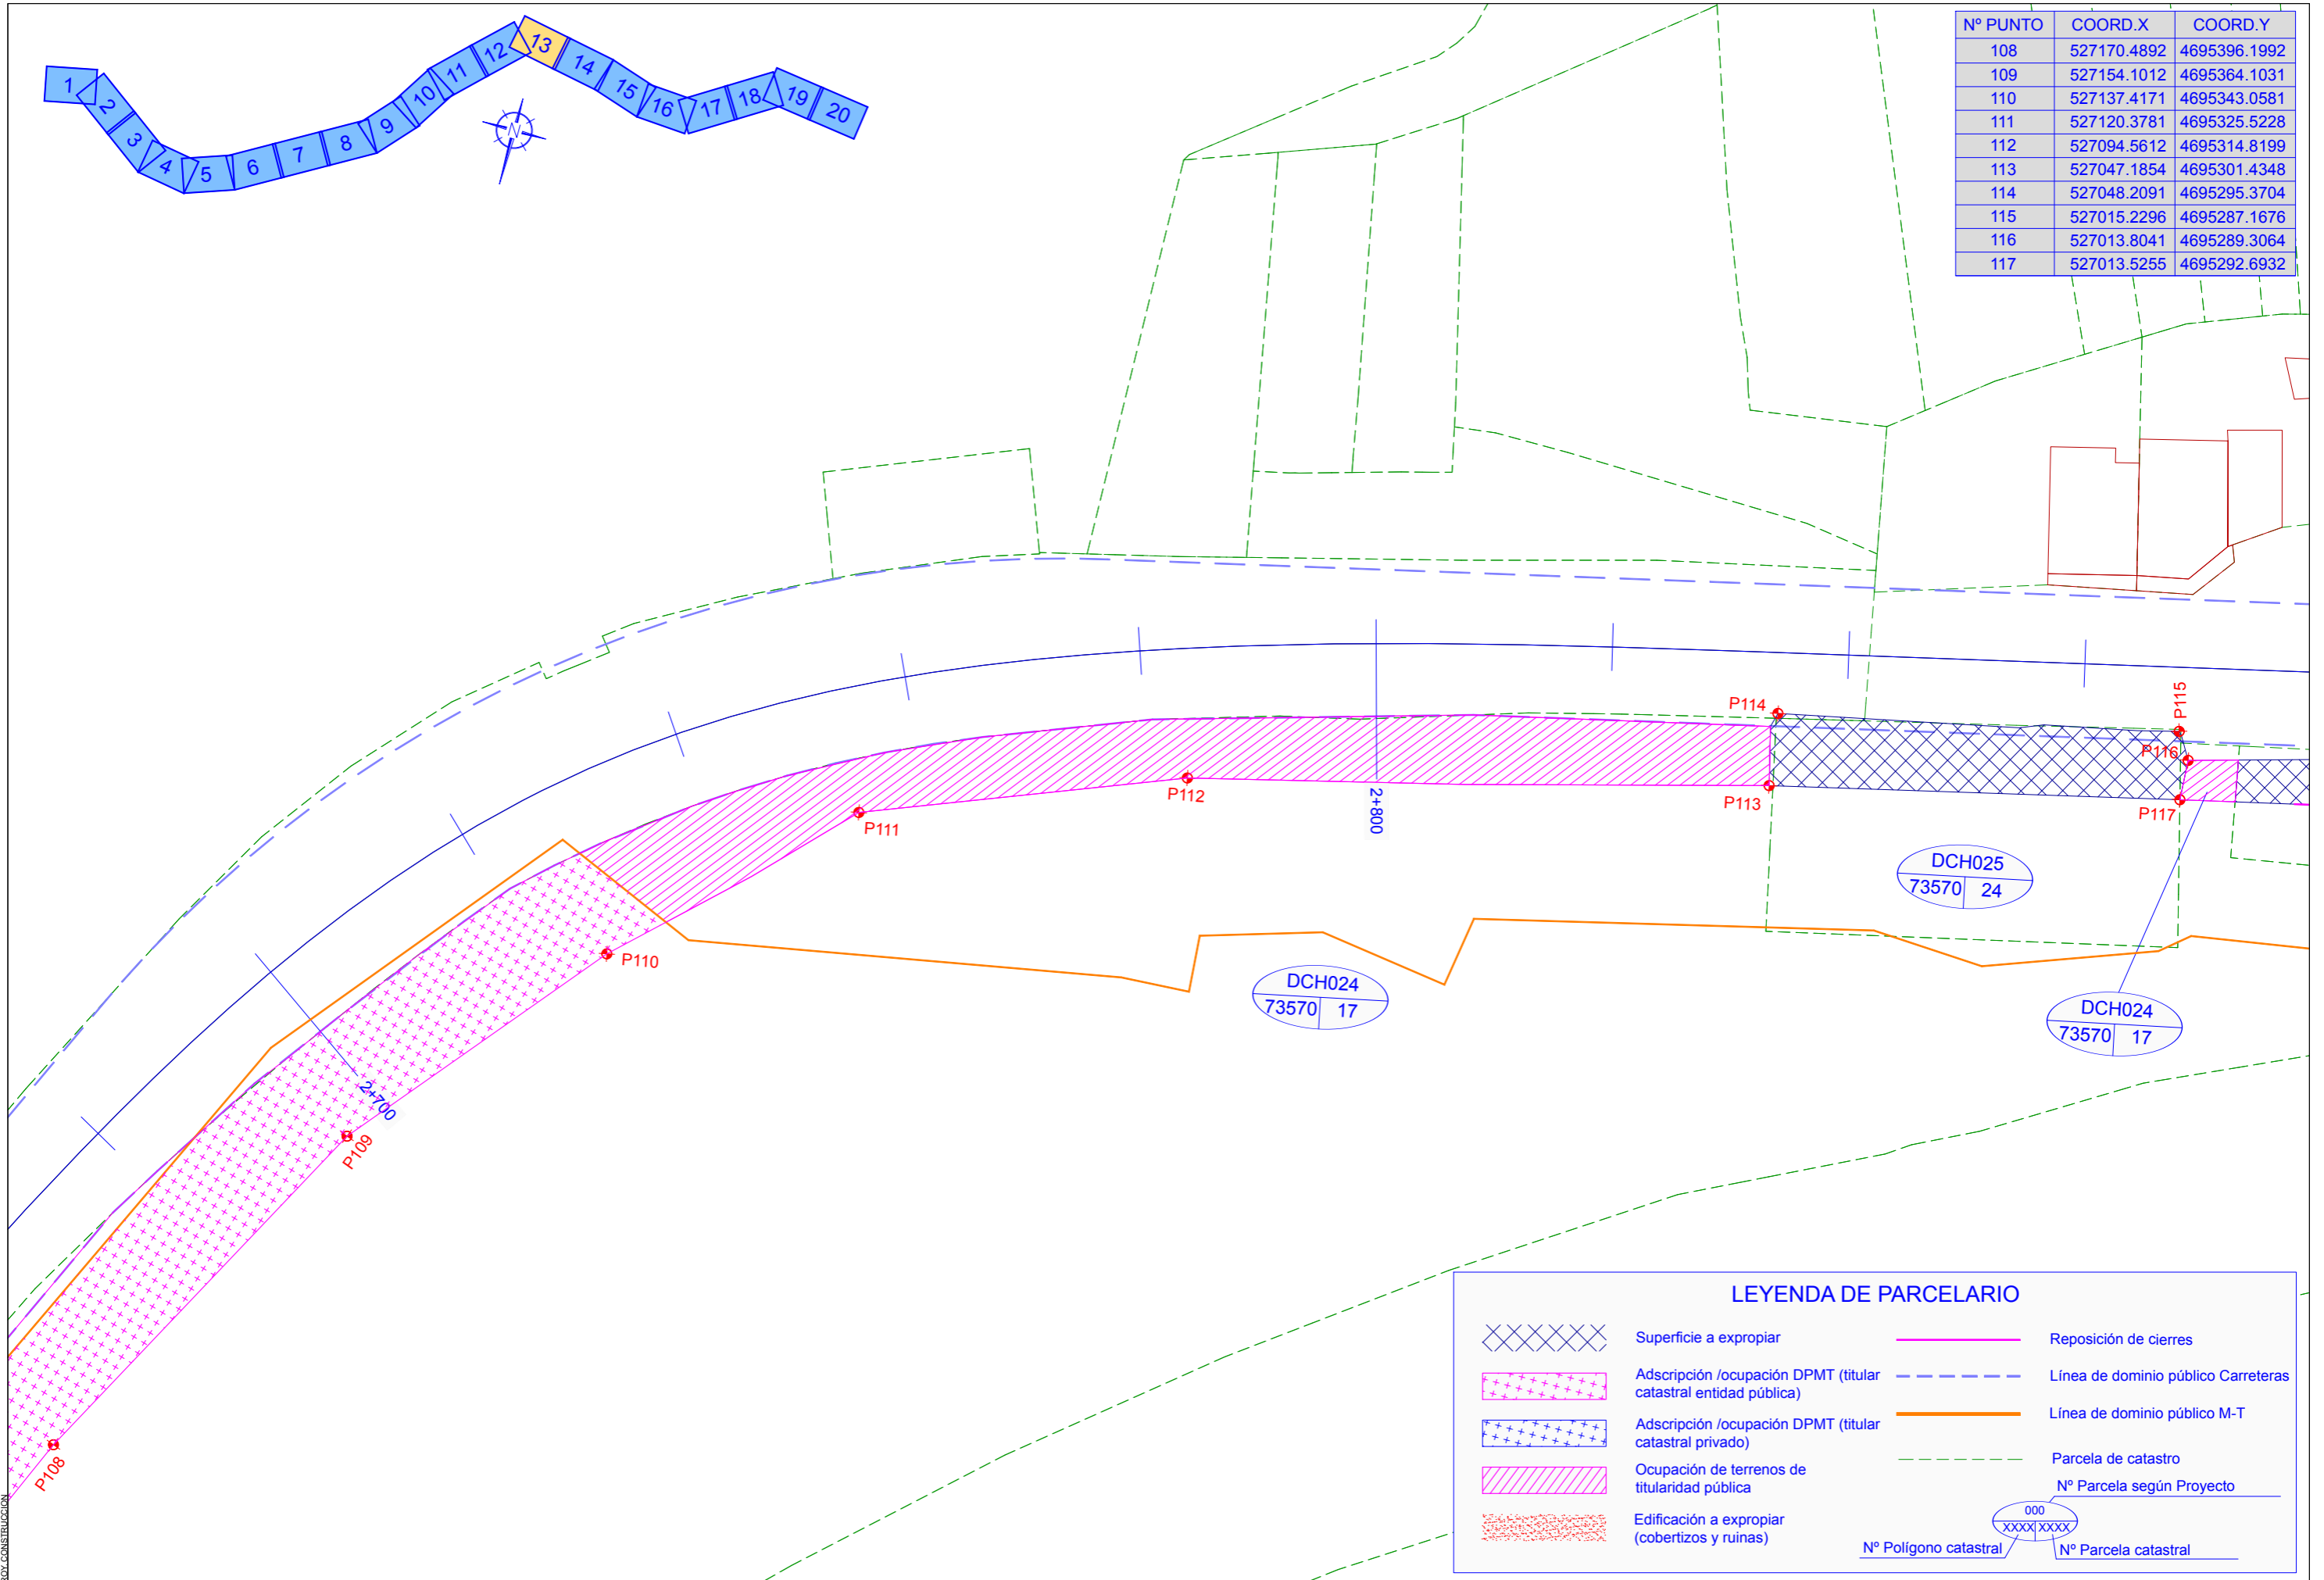 1 2 3 4 5 6 7 8 9 10 11 12 13 14 15 16 17 18 19 20
N
Nº PUNTO COORD.X COORD.Y
108 527170.4892 4695396.1992
109 527154.1012 4695364.1031
110 527137.4171 4695343.0581
111 527120.3781 4695325.5228
112 527094.5612 4695314.8199
113 527047.1854 4695301.4348
114 527048.2091 4695295.3704
115 527015.2296 4695287.1676
116 527013.8041 4695289.3064
117 527013.5255 4695292.6932
P114
P115
P116
P113
P117
P112
P111
2+800
P110
DCH025
73570 24
DCH024
73570 17
DCH024
73570 17
2+700
P109
P108
LEYENDA DE PARCELARIO
Superficie a expropiar
Adscripción /ocupación DPMT (titular
catastral entidad pública)
Adscripción /ocupación DPMT (titular
catastral privado)
Ocupación de terrenos de
titularidad pública
Edificación a expropiar
(cobertizos y ruinas)
Reposición de cierres
Línea de dominio público Carreteras
Línea de dominio público M-T
Parcela de catastro
Nº Parcela según Proyecto
000
XXXX XXXX
Nº Polígono catastral
Nº Parcela catastral
CONSTRUCCION